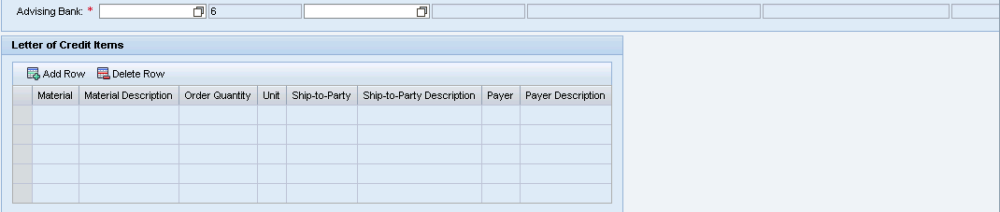 Advising Bank: * 6
Letter of Credit Items
Add Row Delete Row
Material Material Description Order Quantity Unit Ship-to-Party Ship-to-Party Description Payer Payer Description